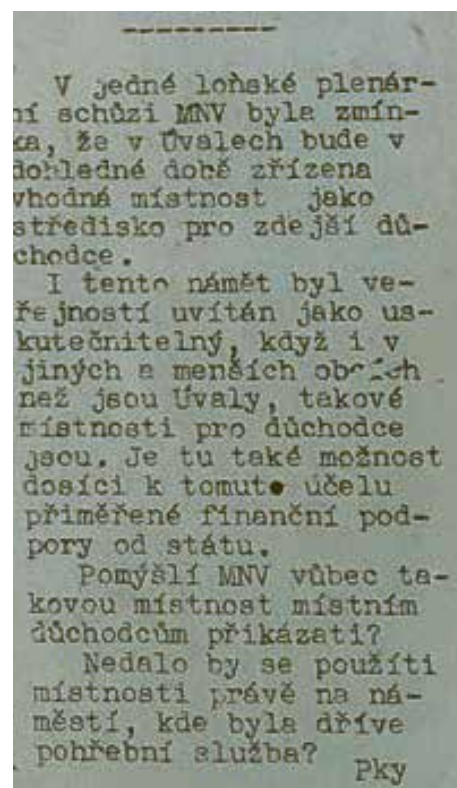 V jedné loňské plenár-
ní schůzi MNV byla zmín-
ka, že v Úvalech bude v
dohledné době zřízena
vhodná místnost jako
středisko pro zdejší dů-
chodce.
I tento námět byl ve-
řejností uvítán jako us-
kutečnitelný, když i v
jiných a menších obcích
než jsou Úvaly, takové
místnosti pro důchodce
jsou. Je tu také možnost
dosíci k tomuto účelu
přiměřené finanční pod-
pory od státu.
Pomýšlí MNV vůbec ta-
kovou místnost místním
důchodcům přikázati?
Nedalo by se použíti
místnosti právě na ná-
městí, kde byla dříve
pohřební služba?
Pky